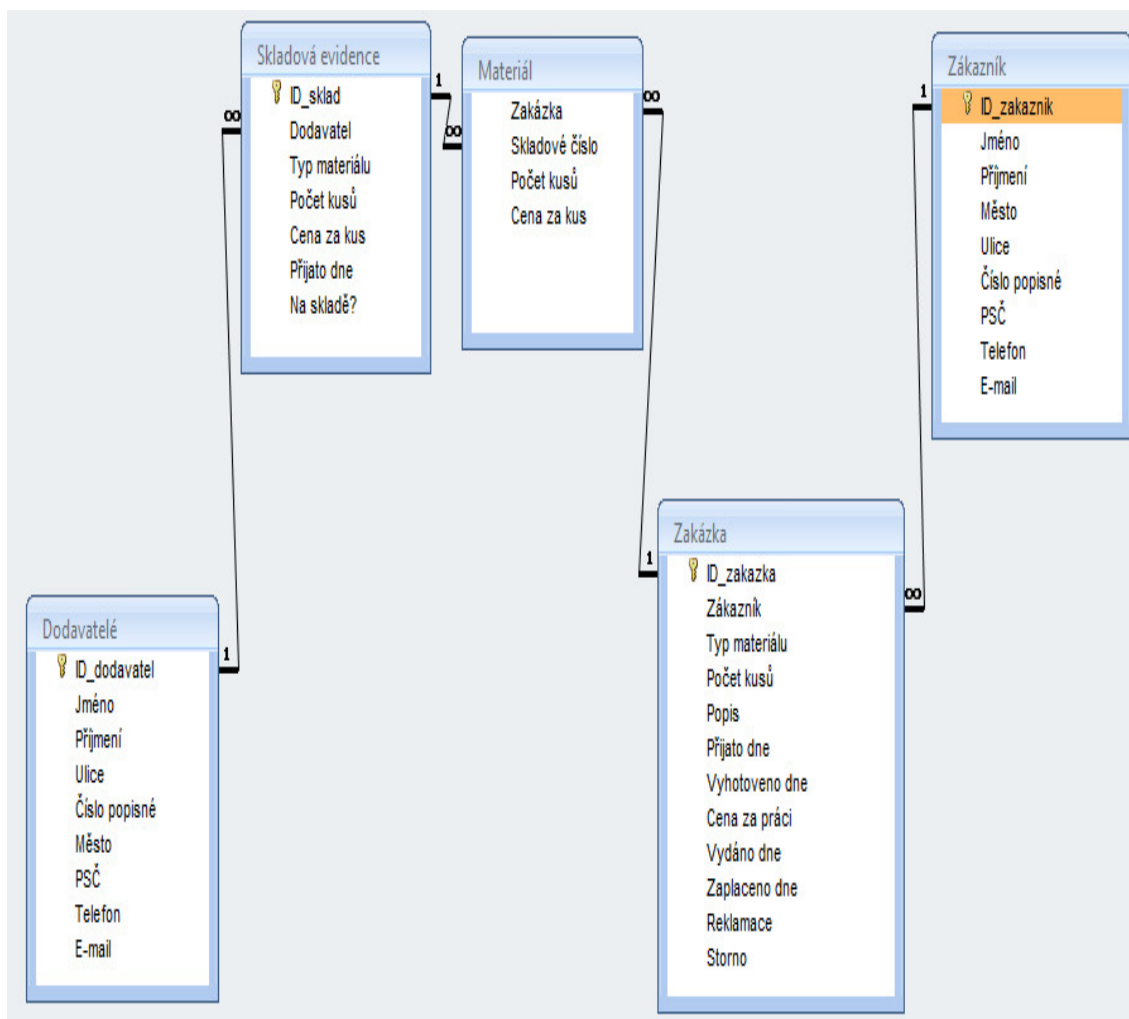 Skladová evidence
ID_sklad
Dodavatel
Typ materiálu
Počet kusů
Cena za kus
Přijato dne
Na skladě?
1
∞
Materiál
Zakázka
Skladové číslo
Počet kusů
Cena za kus
∞
∞
Zákazník
ID_zakaznik
Jméno
Příjmení
Město
Ulice
Číslo popisné
PSČ
Telefon
E-mail
1
Dodavatelé
ID_dodavatel
Jméno
Příjmení
Ulice
Číslo popisné
Město
PSČ
Telefon
E-mail
1
Zakázka
ID_zakazka
Zákazník
Typ materiálu
Počet kusů
Popis
Přijato dne
Vyhotoveno dne
Cena za práci
Vydáno dne
Zaplaceno dne
Reklamace
Storno
1
∞